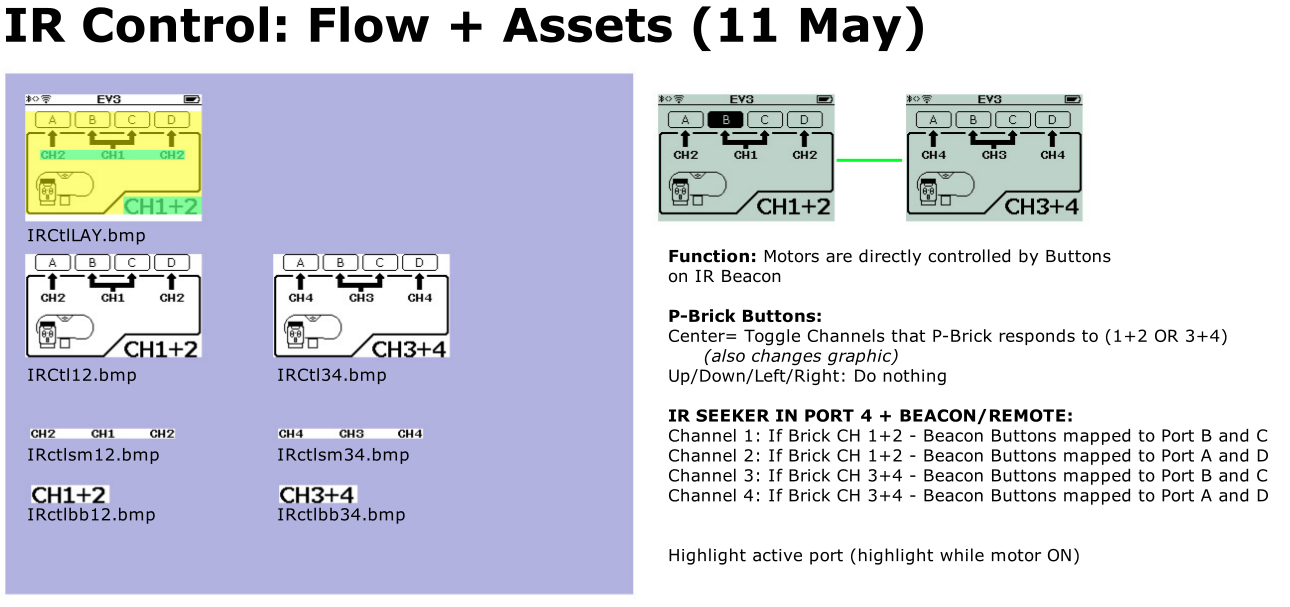 IR Control: Flow + Assets (11 May)
EV3
A B C D
CH2 CH1 CH2
CH1+2
IRCtlLAY.bmp
A B C D
CH2 CH1 CH2
CH1+2
IRCtl12.bmp
A B C D
CH4 CH3 CH4
CH3+4
IRCtl34.bmp
CH2 CH1 CH2
IRctlsm12.bmp
CH4 CH3 CH4
IRctlsm34.bmp
CH1+2
IRctlbb12.bmp
CH3+4
IRctlbb34.bmp
EV3
A B C D
CH2 CH1 CH2
CH1+2
EV3
A B C D
CH4 CH3 CH4
CH3+4
Function: Motors are directly controlled by Buttons
on IR Beacon
P-Brick Buttons:
Center= Toggle Channels that P-Brick responds to (1+2 OR 3+4)
(also changes graphic)
Up/Down/Left/Right: Do nothing
IR SEEKER IN PORT 4 + BEACON/REMOTE:
Channel 1: If Brick CH 1+2 - Beacon Buttons mapped to Port B and C
Channel 2: If Brick CH 1+2 - Beacon Buttons mapped to Port A and D
Channel 3: If Brick CH 3+4 - Beacon Buttons mapped to Port B and C
Channel 4: If Brick CH 3+4 - Beacon Buttons mapped to Port A and D
Highlight active port (highlight while motor ON)